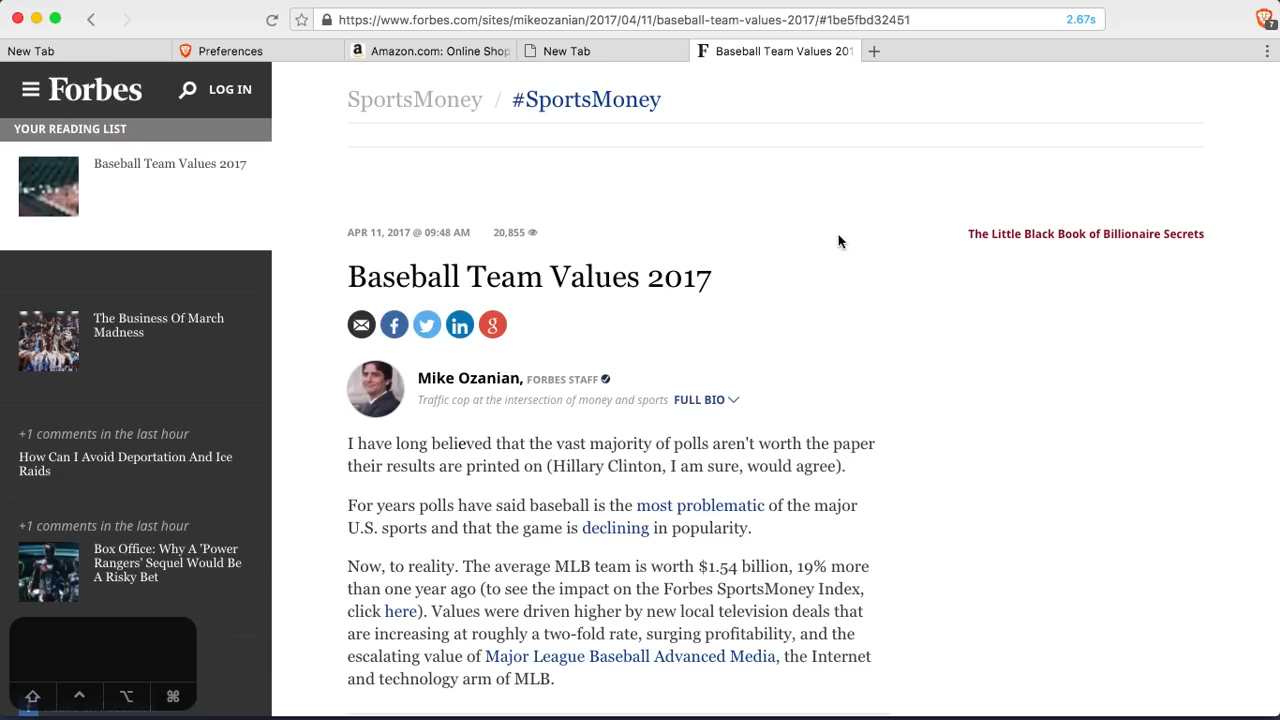 https://www.forbes.com/sites/mikeozanian/2017/04/11/baseball-team-values-2017/#1be5fbd32451
2.67s
7
New Tab
Preferences
a Amazon.com: Online Shop
New Tab
F Baseball Team Values 201
Forbes
LOG IN
YOUR READING LIST
Baseball Team Values 2017
The Business Of March
Madness
+1 comments in the last hour
How Can I Avoid Deportation And Ice
Raids
+1 comments in the last hour
Box Office: Why A 'Power
Rangers' Sequel Would Be
A Risky Bet
SportsMoney / #SportsMoney
APR 11, 2017 @ 09:48 AM 20,855
The Little Black Book of Billionaire Secrets
Baseball Team Values 2017
Mike Ozanian, FORBES STAFF
Traffic cop at the intersection of money and sports FULL BIO
I have long believed that the vast majority of polls aren't worth the paper
their results are printed on (Hillary Clinton, I am sure, would agree).
For years polls have said baseball is the most problematic of the major
U.S. sports and that the game is declining in popularity.
Now, to reality. The average MLB team is worth $1.54 billion, 19% more
than one year ago (to see the impact on the Forbes SportsMoney Index,
click here). Values were driven higher by new local television deals that
are increasing at roughly a two-fold rate, surging profitability, and the
escalating value of Major League Baseball Advanced Media, the Internet
and technology arm of MLB.